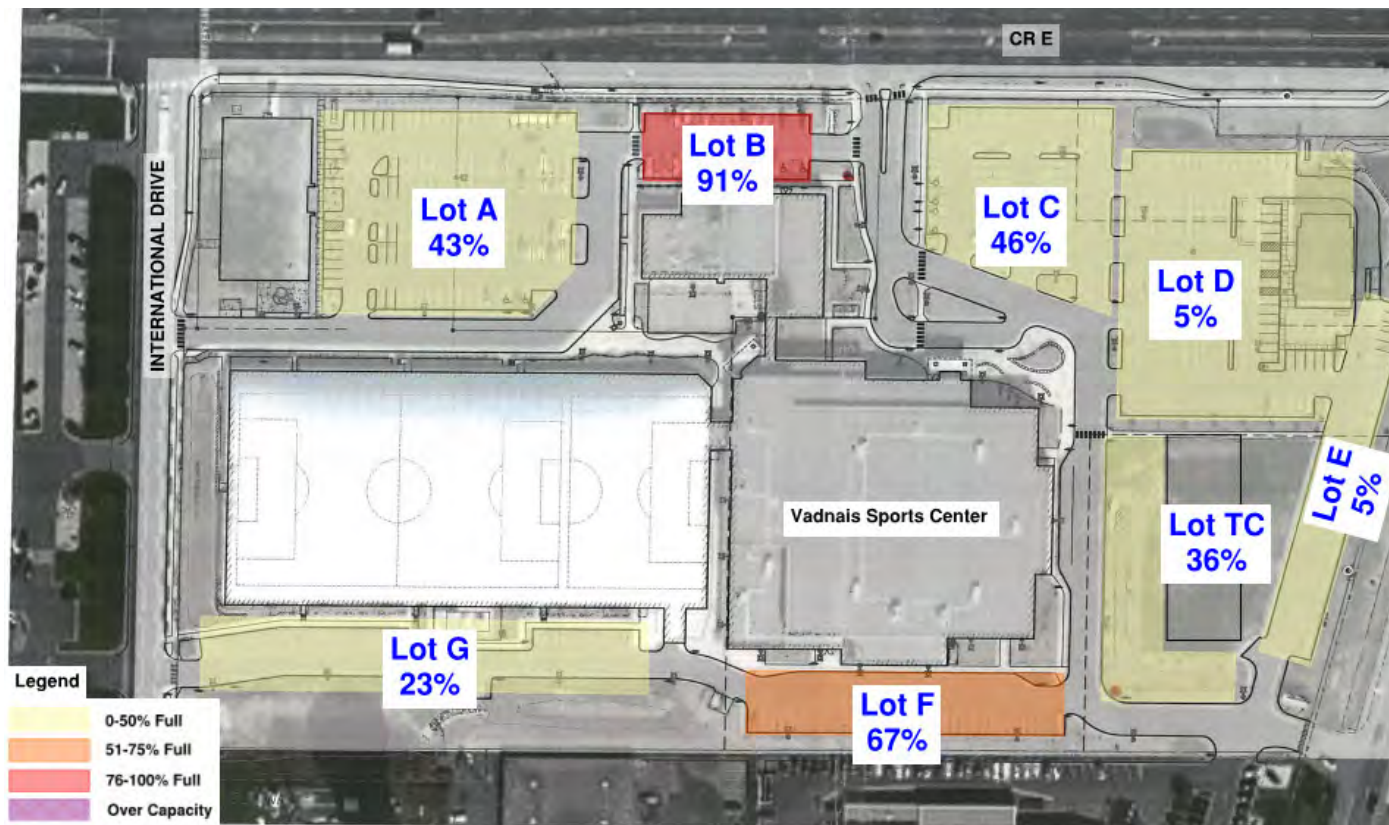 CR E
INTERNATIONAL DRIVE
Lot A
43%
Lot B
91%
Lot C
46%
Lot D
5%
Lot E
5%
Lot TC
36%
Vadnais Sports Center
Lot G
23%
Lot F
67%
Legend
0-50% Full
51-75% Full
76-100% Full
Over Capacity